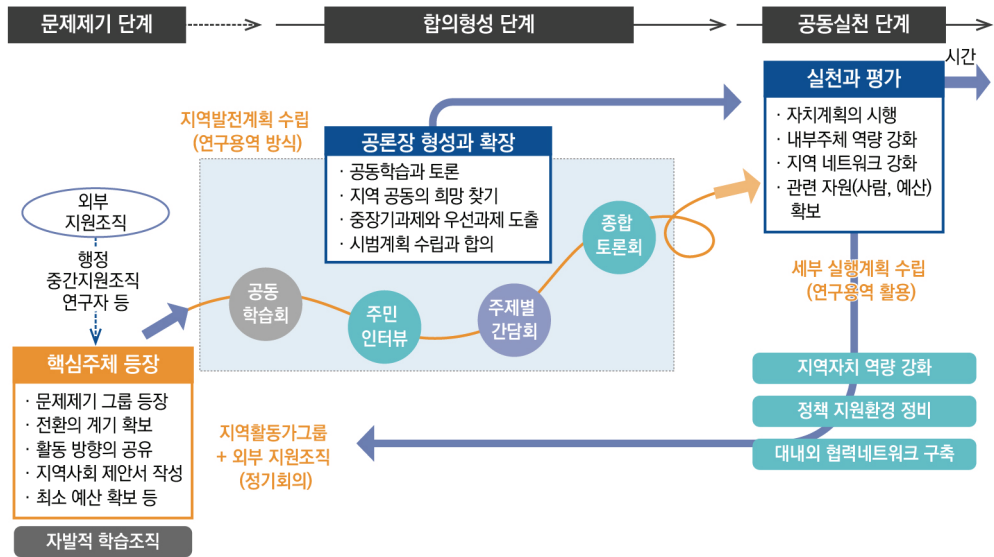 문제제기 단계
합의형성 단계
공동실천 단계
시간
외부
지원조직
행정
중간지원조직
연구자 등
핵심주체 등장
· 문제제기 그룹 등장
· 전환의 계기 확보
· 활동 방향의 공유
· 지역사회 제안서 작성
· 최소 예산 확보 등
자발적 학습조직
지역발전계획 수립
(연구용역 방식)
공론장 형성과 확장
· 공동학습과 토론
· 지역 공동의 희망 찾기
· 중장기과제와 우선과제 도출
· 시범계획 수립과 합의
공동
학습회
주민
인터뷰
주제별
간담회
종합
토론회
실천과 평가
· 자치계획의 시행
· 내부주체 역량 강화
· 지역 네트워크 강화
· 관련 자원(사람, 예산)
확보
세부 실행계획 수립
(연구용역 활용)
지역자치 역량 강화
정책 지원환경 정비
대내외 협력네트워크 구축
지역활동가그룹
+ 외부 지원조직
(정기회의)